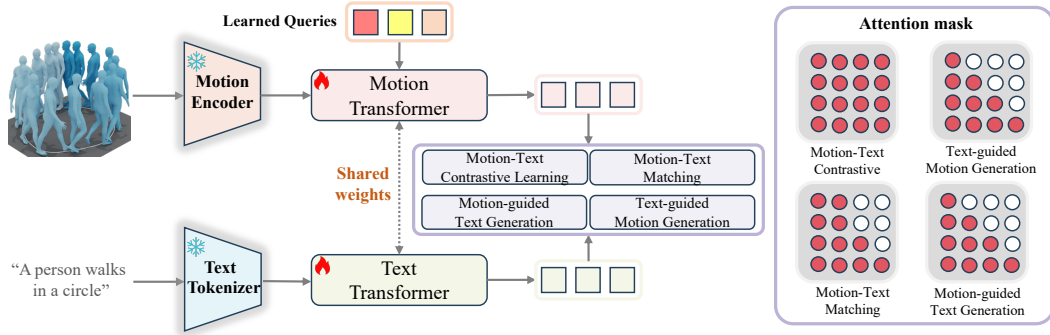 Learned Queries
Motion
Encoder
Motion
Transformer
Shared
weights
Motion-Text
Contrastive Learning
Motion-Text
Matching
Motion-guided
Text Generation
Text-guided
Motion Generation
“A person walks
in a circle”
Text
Tokenizer
Text
Transformer
Attention mask
Motion-Text
Contrastive
Text-guided
Motion Generation
Motion-Text
Matching
Motion-guided
Text Generation